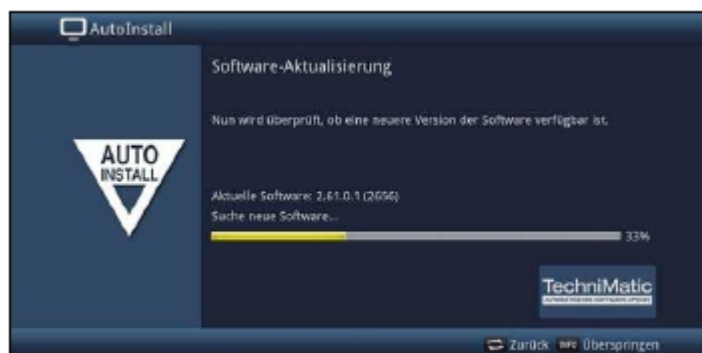 AutoInstall
Software-Aktualisierung
Nun wird überprüft, ob eine neuere Version der Software verfügbar ist.
AUTO
INSTALL
Aktuelle Software: 2.61.0.1 (2656)
Suche neue Software...
33%
TechniMatic
Zurück INFO Überspringen